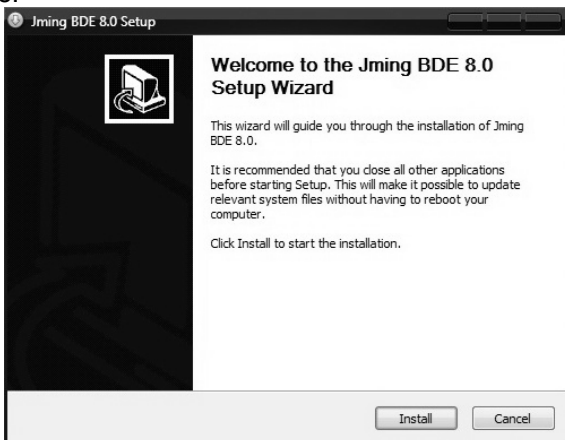 Jming BDE 8.0 Setup
Welcome to the Jming BDE 8.0
Setup Wizard
This wizard will guide you through the installation of Jming
BDE 8.0.
It is recommended that you close all other applications
before starting Setup. This will make it possible to update
relevant system files without having to reboot your
computer.
Click Install to start the installation.
Install
Cancel